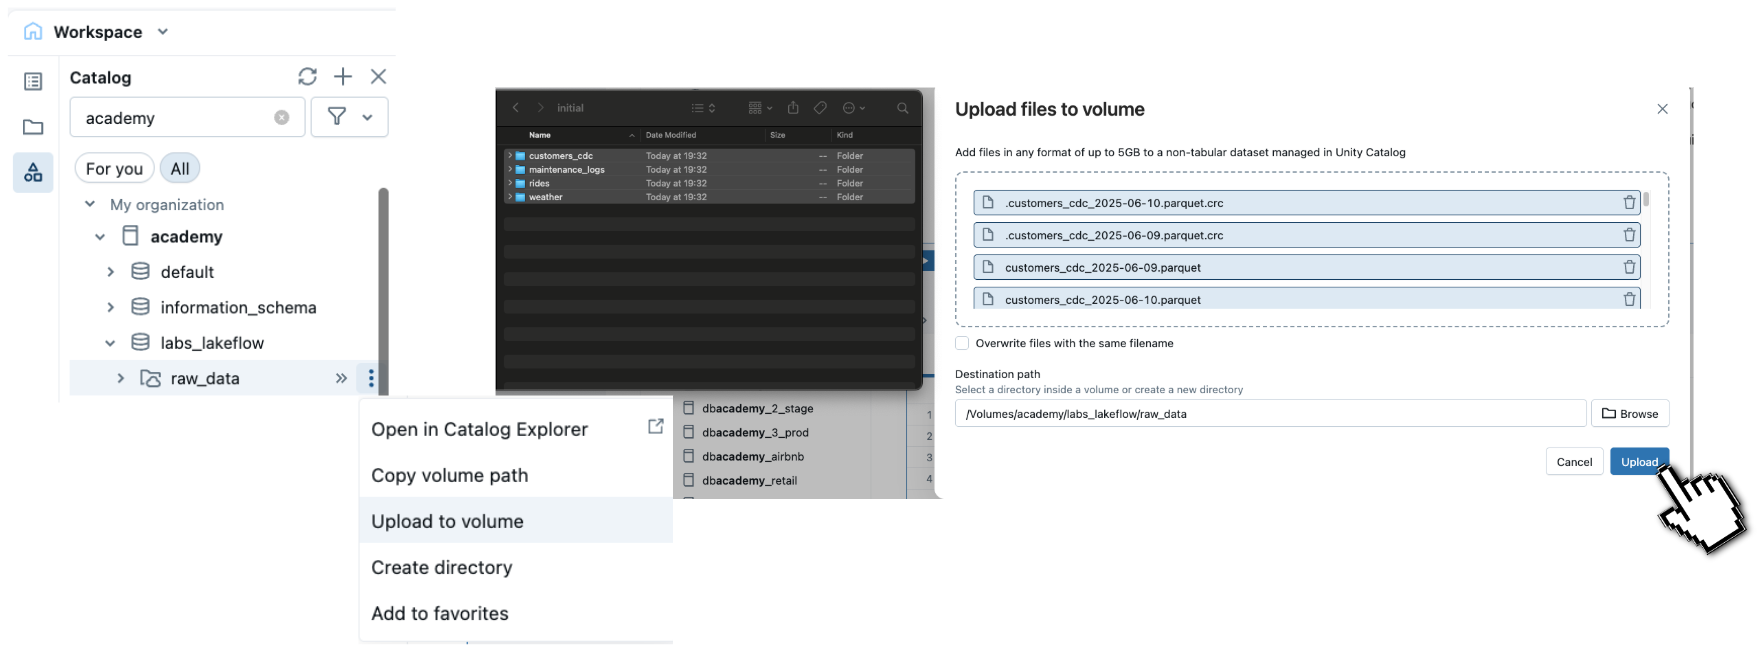 Workspace
Catalog
academy
For you
All
My organization
academy
default
information_schema
labs_lakeflow
raw_data
Open in Catalog Explorer
Copy volume path
Upload to volume
Create directory
Add to favorites
initial
Name Date Modified Size Kind
customers_cdc Today at 19:32 -- Folder
maintenance_logs Today at 19:32 -- Folder
rides Today at 19:32 -- Folder
weather Today at 19:32 -- Folder
dbacademy_2_stage
dbacademy_3_prod
dbacademy_airbnb
dbacademy_retail
1
2
3
4
Upload files to volume
Add files in any format of up to 5GB to a non-tabular dataset managed in Unity Catalog
.customers_cdc_2025-06-10.parquet.crc
.customers_cdc_2025-06-09.parquet.crc
customers_cdc_2025-06-09.parquet
customers_cdc_2025-06-10.parquet
Overwrite files with the same filename
Destination path
Select a directory inside a volume or create a new directory
/Volumes/academy/labs_lakeflow/raw_data
Browse
Cancel
Upload